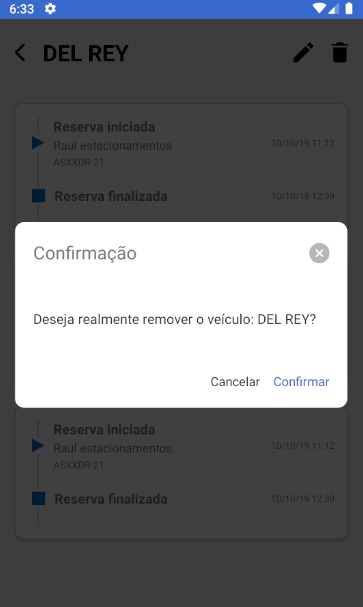 6:33
DEL REY
Reserva iniciada
Raul estacionamentos
10/10/19 11:12
ASXXDR-21
Reserva finalizada
10/10/19 12:39
Confirmação
Deseja realmente remover o veículo: DEL REY?
Cancelar Confirmar
Reserva iniciada
Raul estacionamentos
10/10/19 11:12
ASXXDR-21
Reserva finalizada
10/10/19 12:39